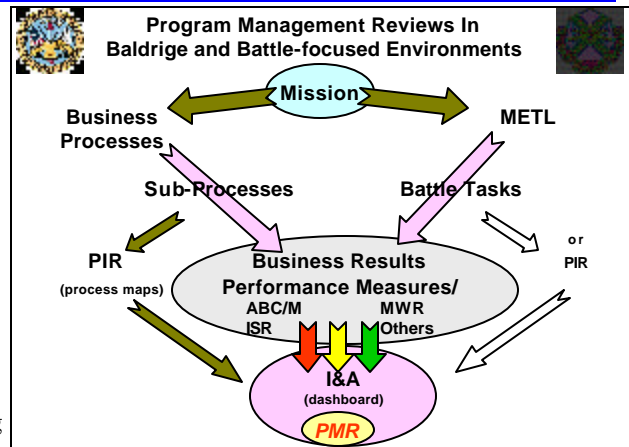 Program Management Reviews In
Baldrige and Battle-focused Environments
Mission
Business
Processes
METL
Sub-Processes
Battle Tasks
PIR
(process maps)
or
PIR
Business Results
Performance Measures/
ABC/M
MWR
ISR
Others
I&A
(dashboard)
PMR